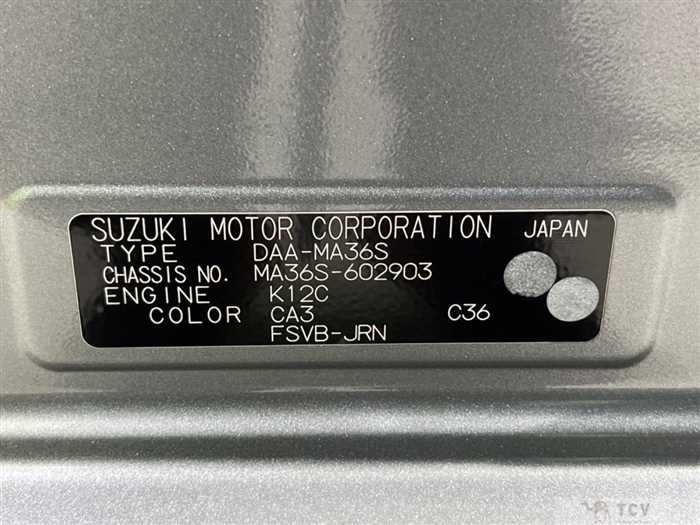 SUZUKI MOTOR CORPORATION JAPAN
TYPE DAA-MA36S
CHASSIS NO. MA36S-602903
ENGINE K12C
COLOR CA3 C36
FSVB-JRN
TCV